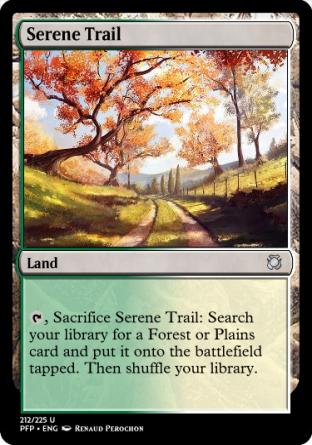 Serene Trail
Land
, Sacrifice Serene Trail: Search
your library for a Forest or Plains
card and put it onto the battlefield
tapped. Then shuffle your library.
212/225 U
PFP • ENG Renaud Perochon